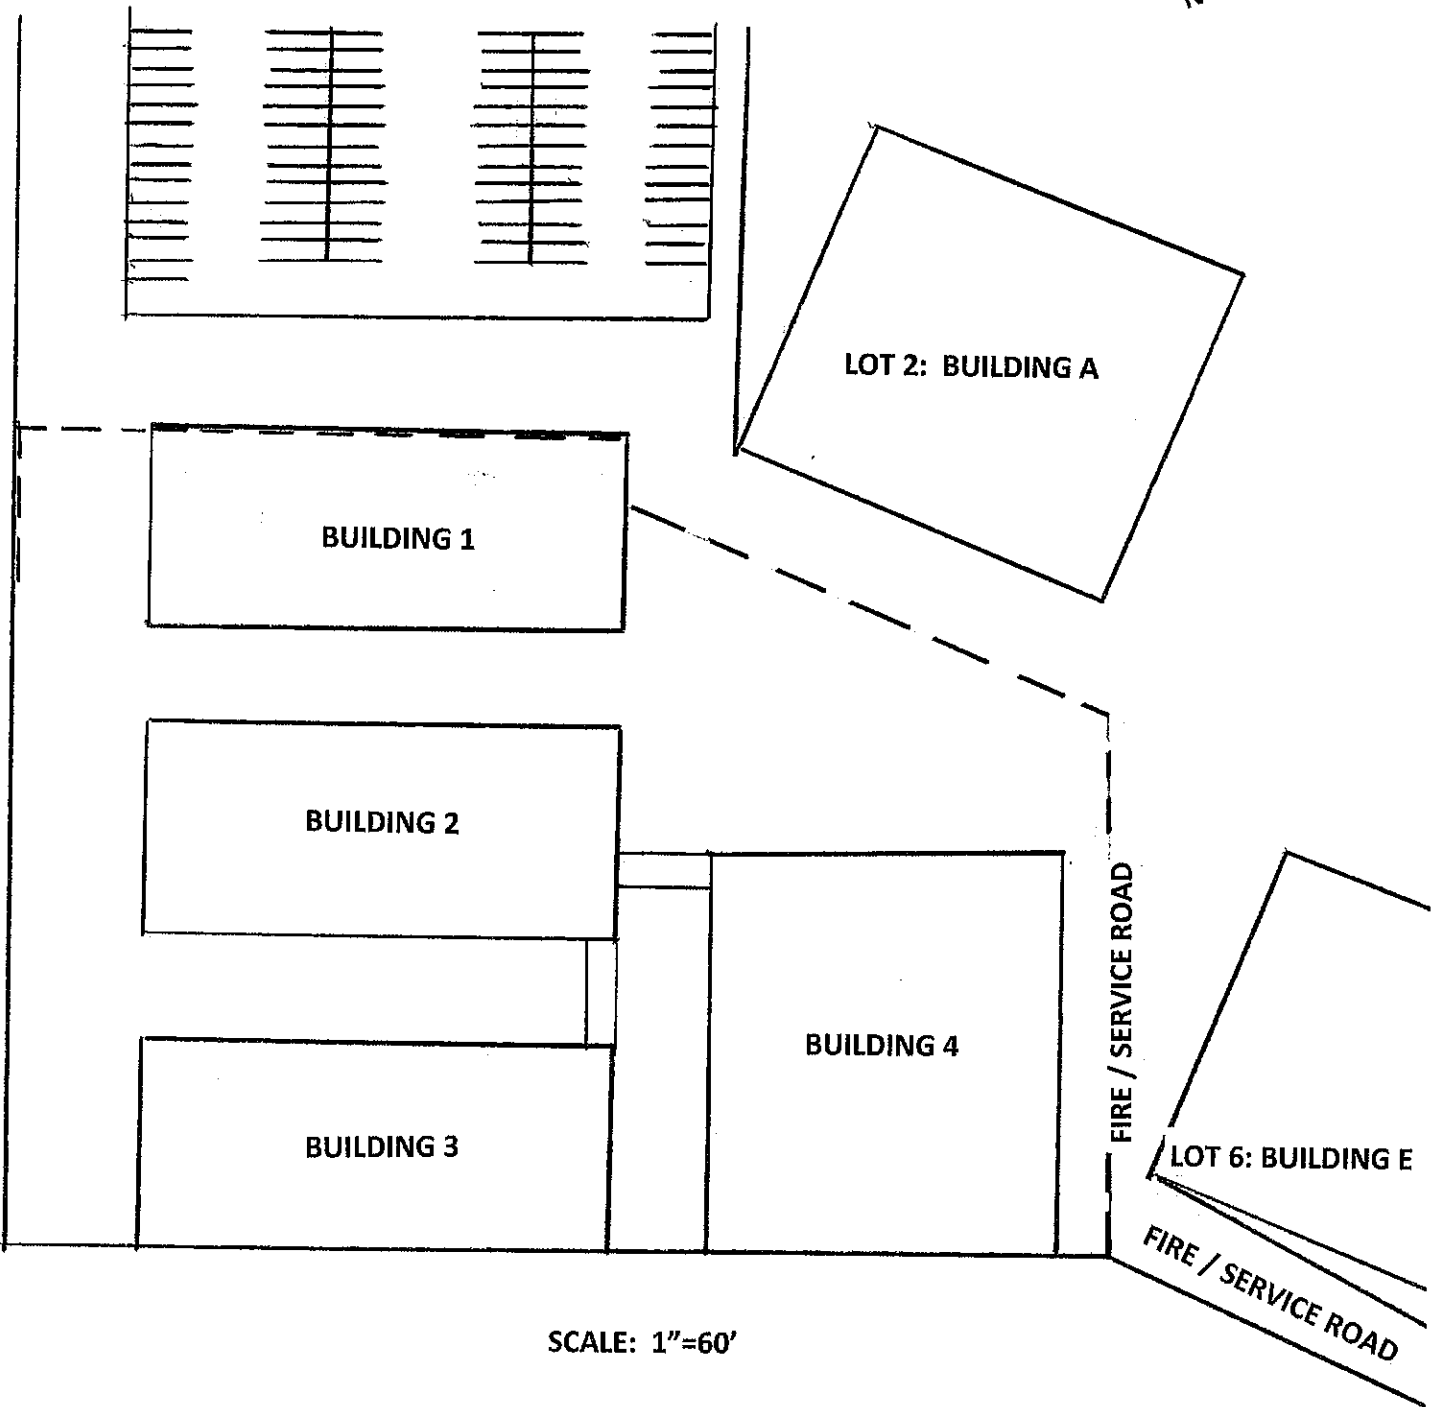 LOT 2: BUILDING A
BUILDING 1
BUILDING 2
FIRE / SERVICE ROAD
BUILDING 4
BUILDING 3
LOT 6: BUILDING E
FIRE / SERVICE ROAD
SCALE: 1”=60’